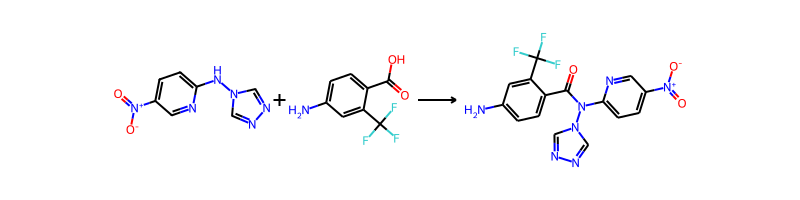 O N+ O- N H N N N N + H2N O OH F F F
H2N F F F O N N N N N N+ O- O